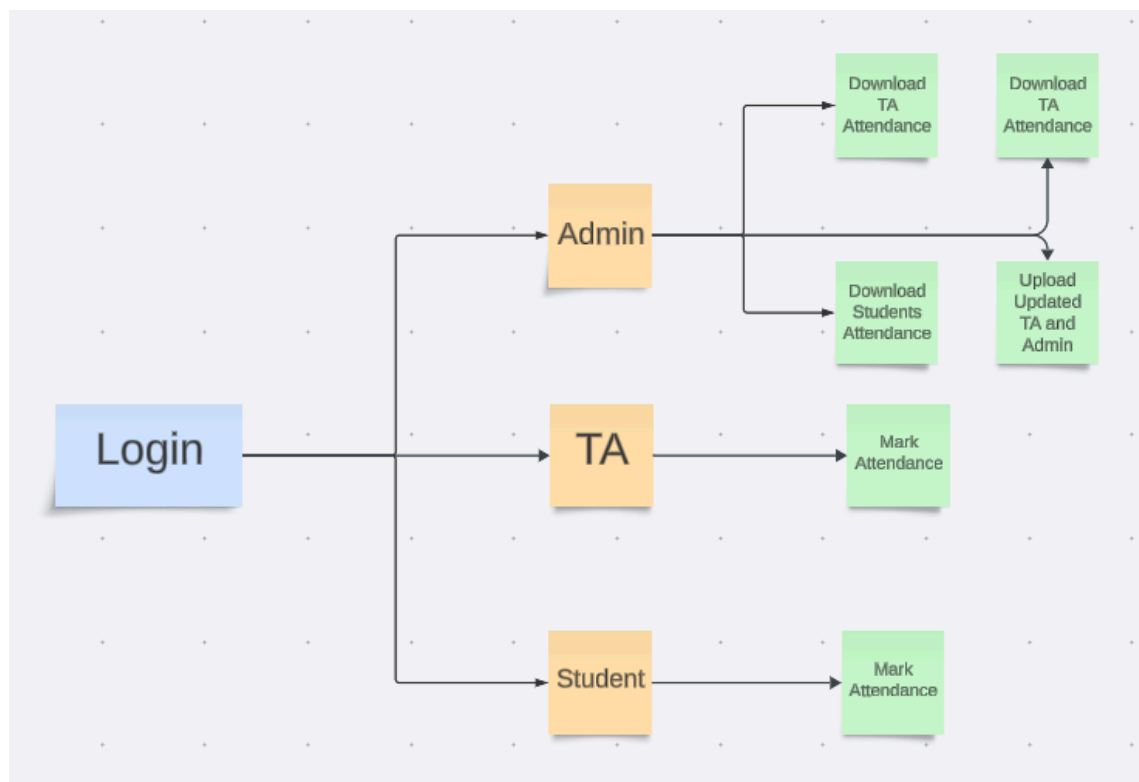 Download
TA
Attendance
Download
TA
Attendance
Admin
Download
Students
Attendance
Upload
Updated
TA and
Admin
Login
TA
Mark
Attendance
Student
Mark
Attendance